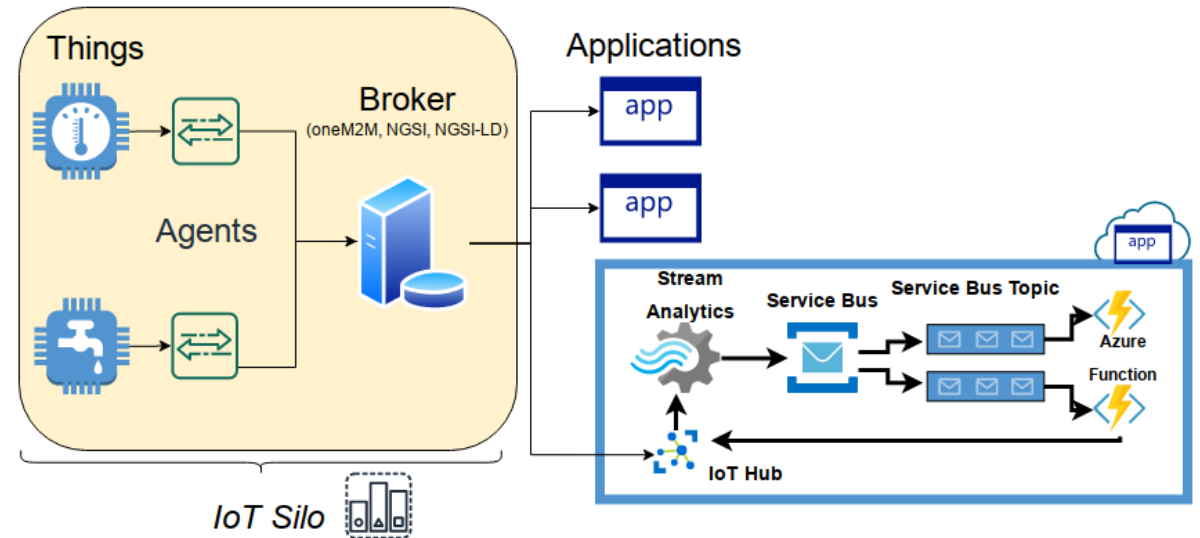 Things
Applications
Broker
(oneM2M, NGSI, NGSI-LD)
app
app
Agents
app
Stream
Analytics
Service Bus
Service Bus Topic
Azure
Function
IoT Hub
IoT Silo